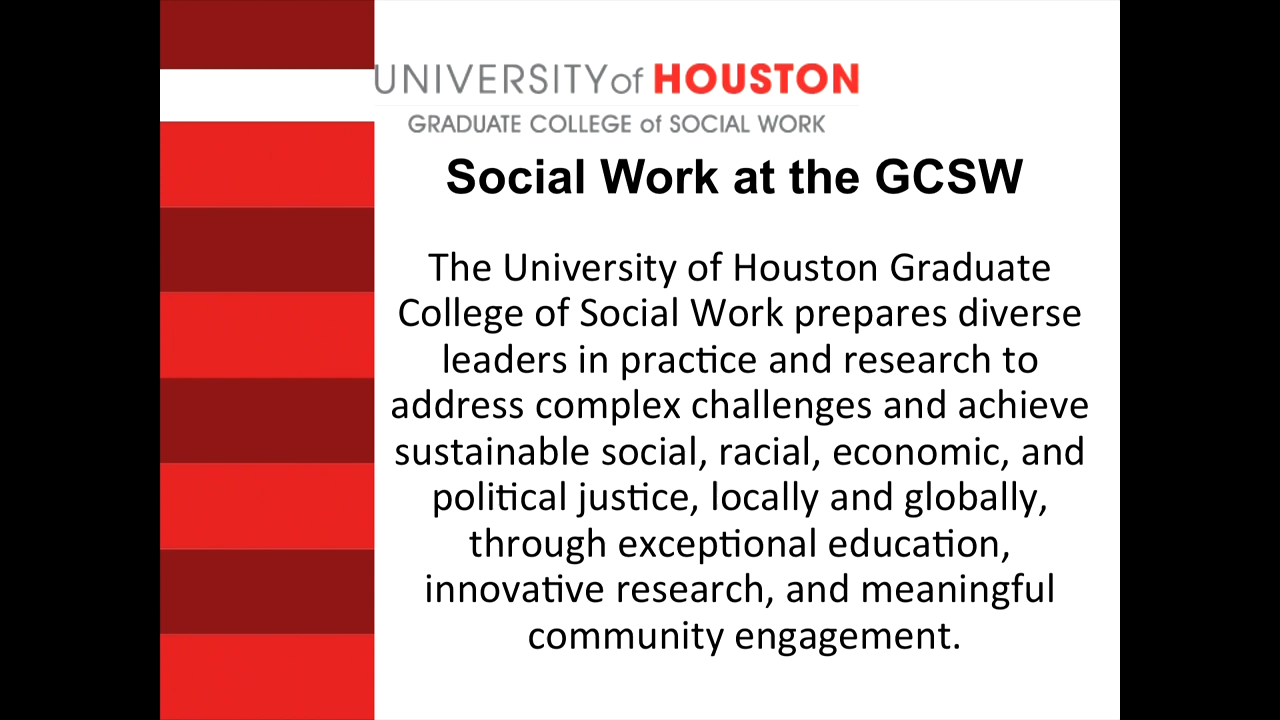 UNIVERSITY of HOUSTON
GRADUATE COLLEGE of SOCIAL WORK
Social Work at the GCSW
The University of Houston Graduate
College of Social Work prepares diverse
leaders in practice and research to
address complex challenges and achieve
sustainable social, racial, economic, and
political justice, locally and globally,
through exceptional education,
innovative research, and meaningful
community engagement.